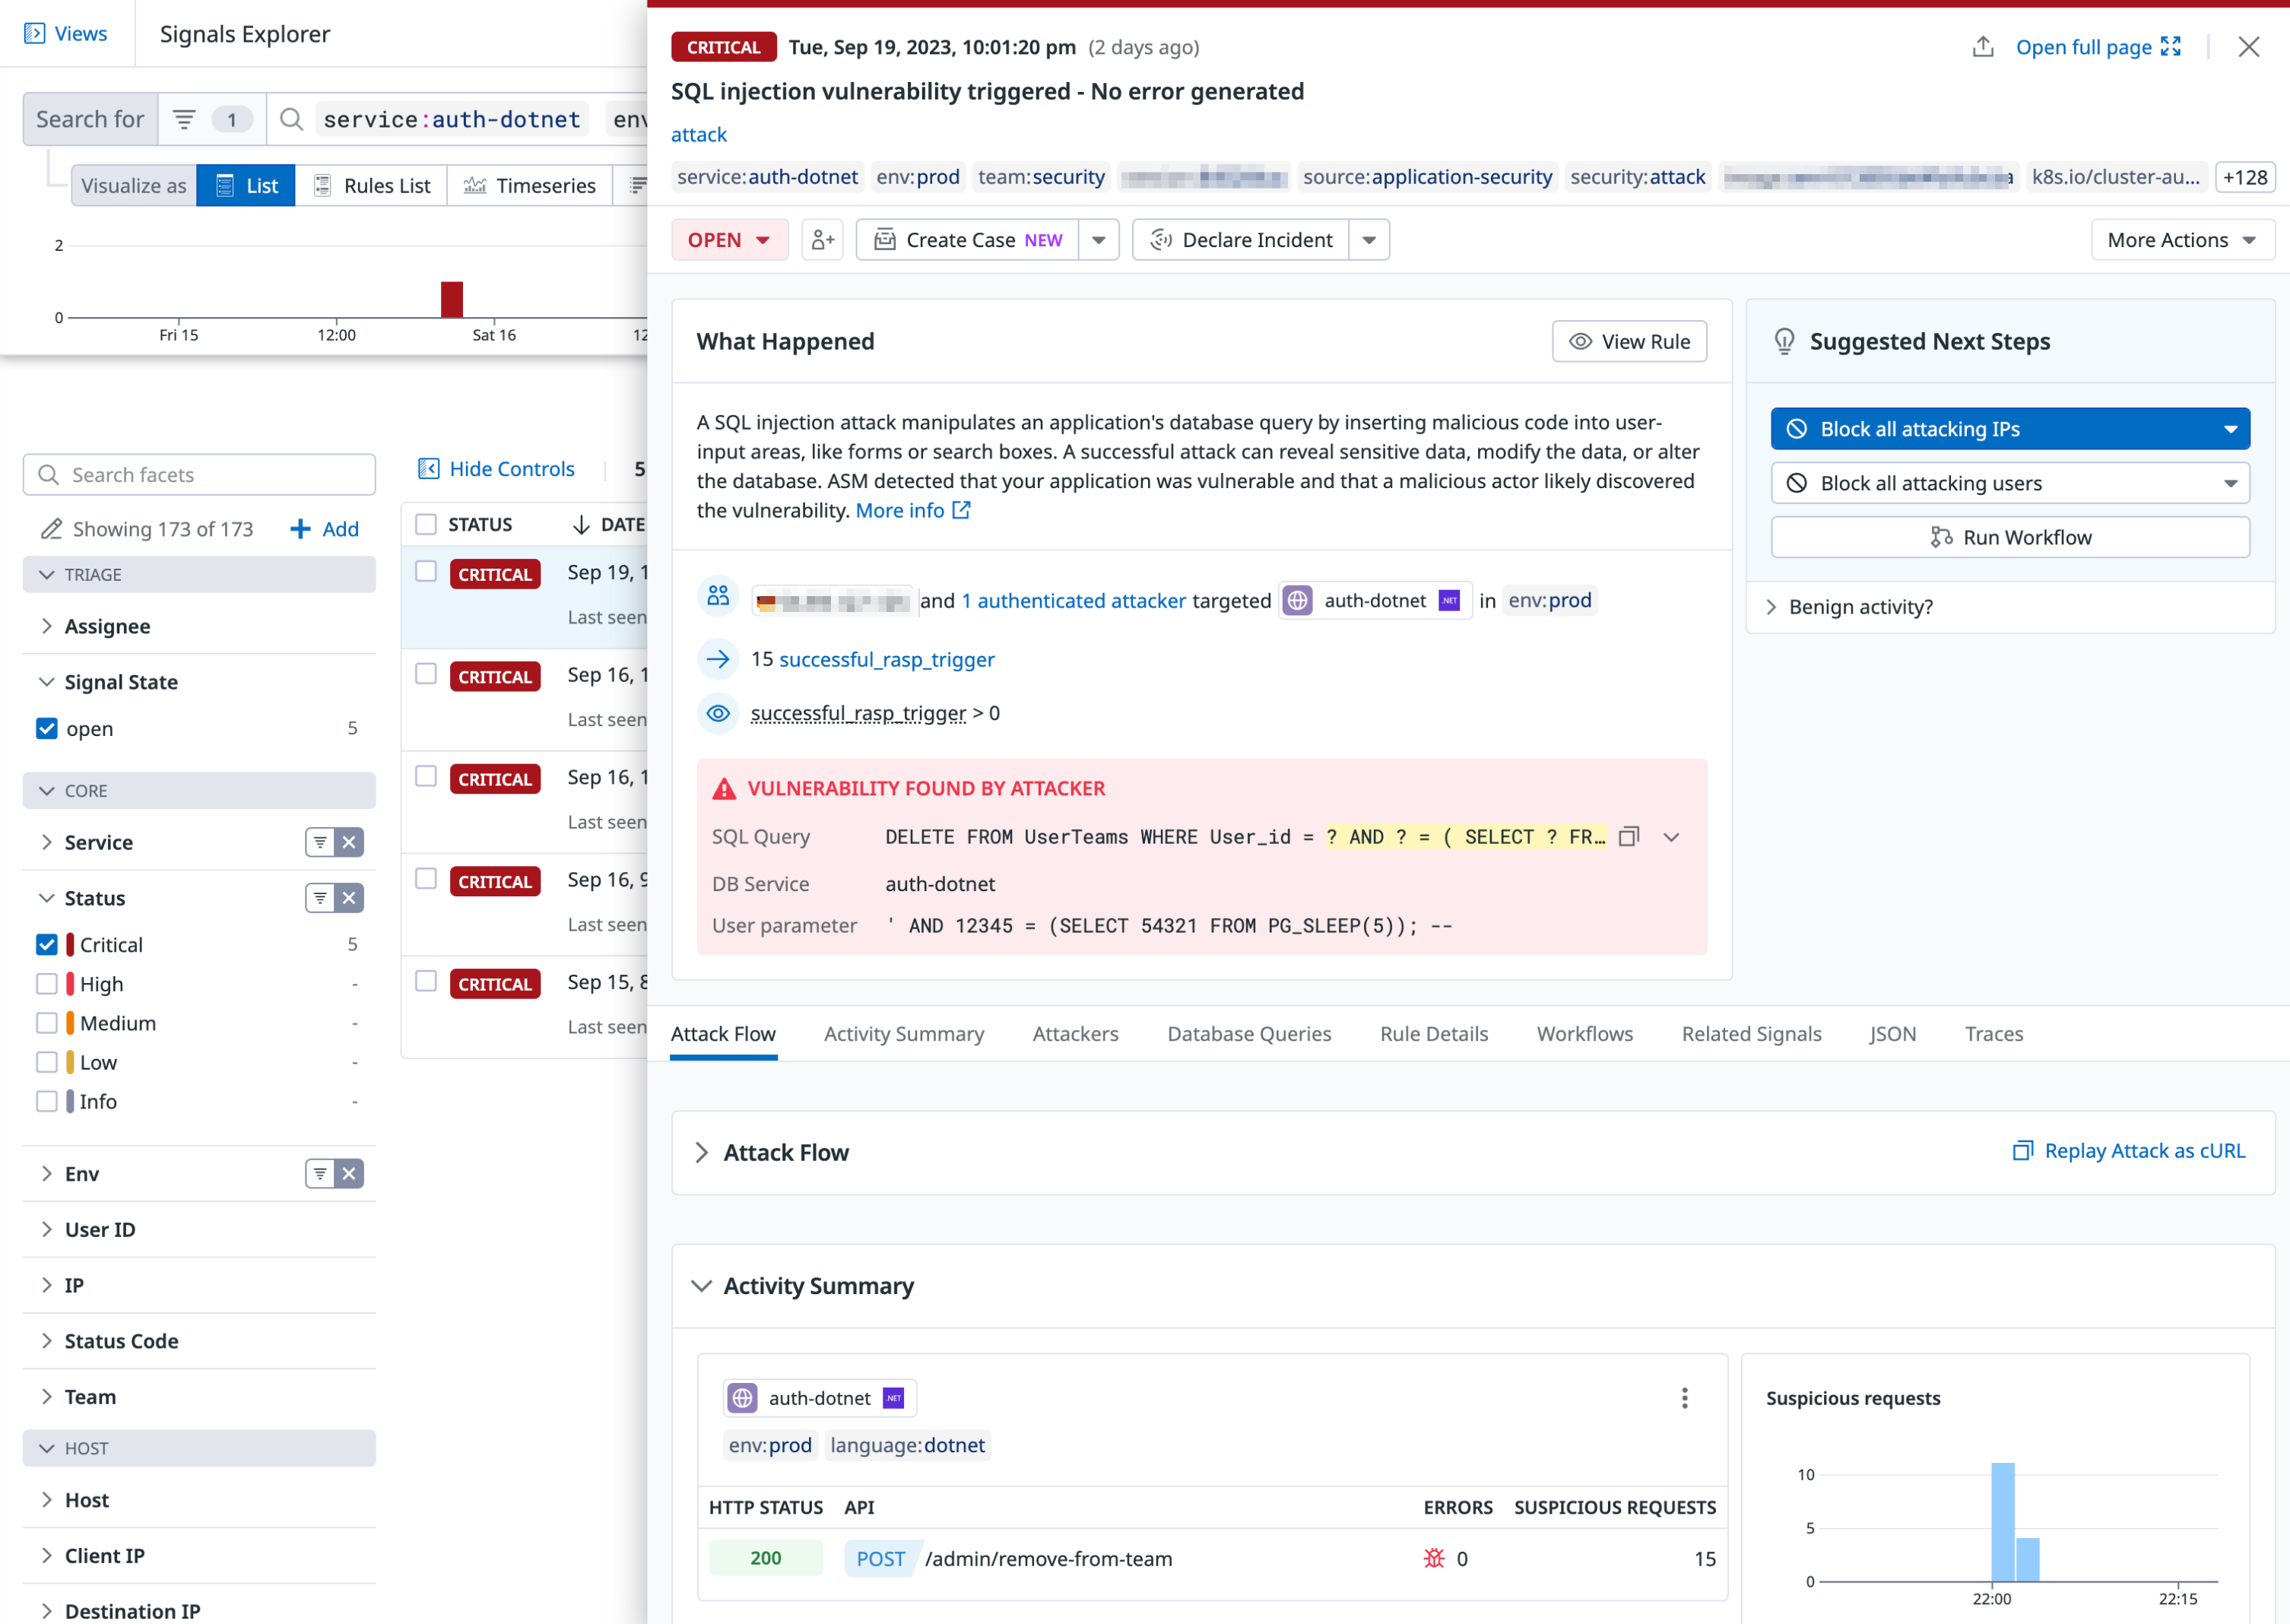 Views
Signals Explorer
Search for
1
service:auth-dotnet
Visualize as
List
Rules List
Timeseries
2
0
Fri 15
12:00
Sat 16
Search facets
Showing 173 of 173
Add
TRIAGE
Assignee
Signal State
open 5
CORE
Service
Status
Critical 5
High -
Medium -
Low -
Info -
Env
User ID
IP
Status Code
Team
HOST
Host
Client IP
Destination IP
Hide Controls
5
STATUS DATE
CRITICAL Sep 19, 1
Last seen
CRITICAL Sep 16, 1
Last seen
CRITICAL Sep 16, 1
Last seen
CRITICAL Sep 16, 9
Last seen
CRITICAL Sep 15, 8
Last seen
CRITICAL Tue, Sep 19, 2023, 10:01:20 pm (2 days ago)
Open full page
SQL injection vulnerability triggered - No error generated
attack
service:auth-dotnet env:prod team:security source:application-security security:attack k8s.io/cluster-au... +128
OPEN
Create Case NEW
Declare Incident
More Actions
What Happened
View Rule
A SQL injection attack manipulates an application's database query by inserting malicious code into user-
input areas, like forms or search boxes. A successful attack can reveal sensitive data, modify the data, or alter
the database. ASM detected that your application was vulnerable and that a malicious actor likely discovered
the vulnerability. More info
and 1 authenticated attacker targeted auth-dotnet .NET in env:prod
15 successful_rasp_trigger
successful_rasp_trigger > 0
VULNERABILITY FOUND BY ATTACKER
SQL Query DELETE FROM UserTeams WHERE User_id = ? AND ? = ( SELECT ? FR…
DB Service auth-dotnet
User parameter ' AND 12345 = (SELECT 54321 FROM PG_SLEEP(5)); --
Suggested Next Steps
Block all attacking IPs
Block all attacking users
Run Workflow
Benign activity?
Attack Flow
Activity Summary
Attackers
Database Queries
Rule Details
Workflows
Related Signals
JSON
Traces
Attack Flow
Replay Attack as cURL
Activity Summary
auth-dotnet .NET
env:prod language:dotnet
HTTP STATUS API ERRORS SUSPICIOUS REQUESTS
200 POST /admin/remove-from-team 0 15
Suspicious requests
10
5
0
22:00
22:15